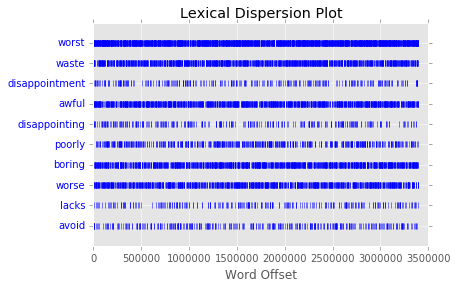 Lexical Dispersion Plot
worst
waste
disappointment
awful
disappointing
poorly
boring
worse
lacks
avoid
0 500000 1000000 1500000 2000000 2500000 3000000 3500000
Word Offset